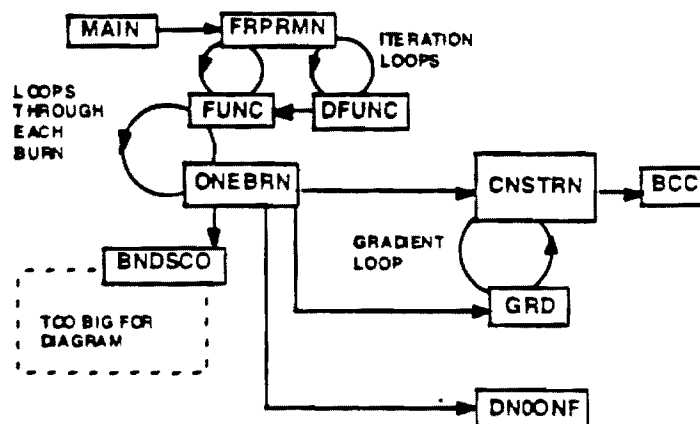 MAIN
FRPRMN
ITERATION
LOOPS
LOOPS
THROUGH
EACH
BURN
FUNC
DFUNC
ONEBRN
CNSTRN
BCC
GRADIENT
LOOP
BNDSCO
GRD
TOO BIG FOR
DIAGRAM
DN0ONF